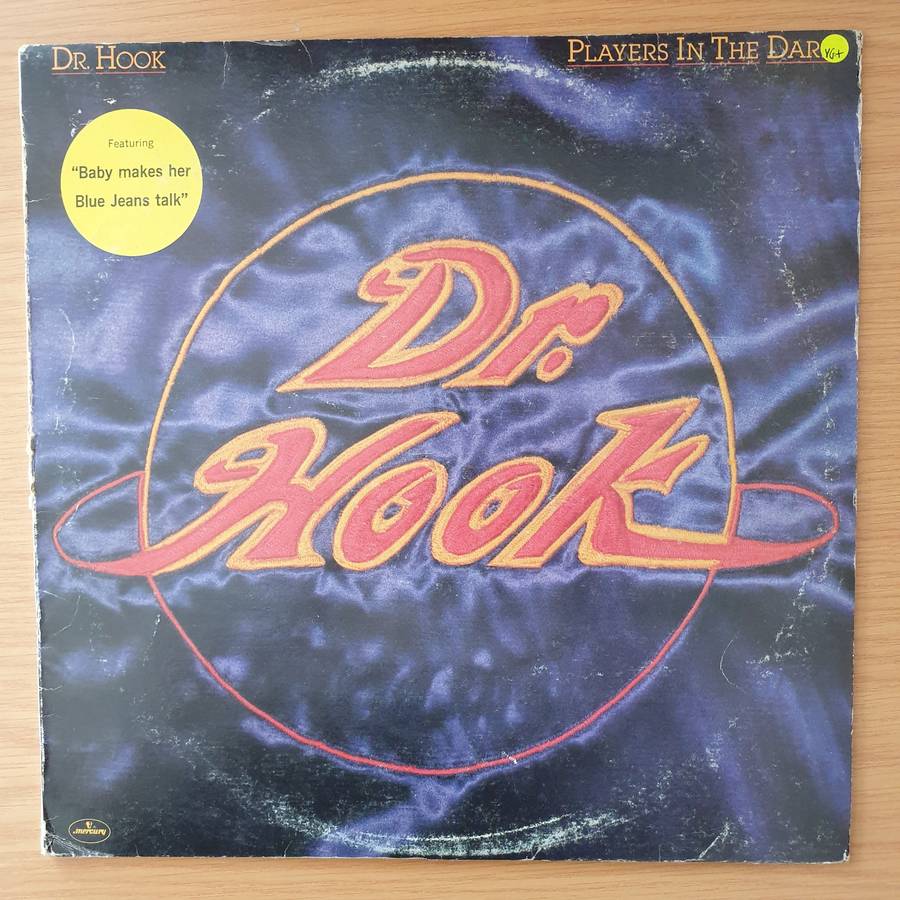 Dr. Hook
Players In The Dar
VG+
Featuring
"Baby makes her
Blue Jeans talk"
Dr.
Hook
mercury